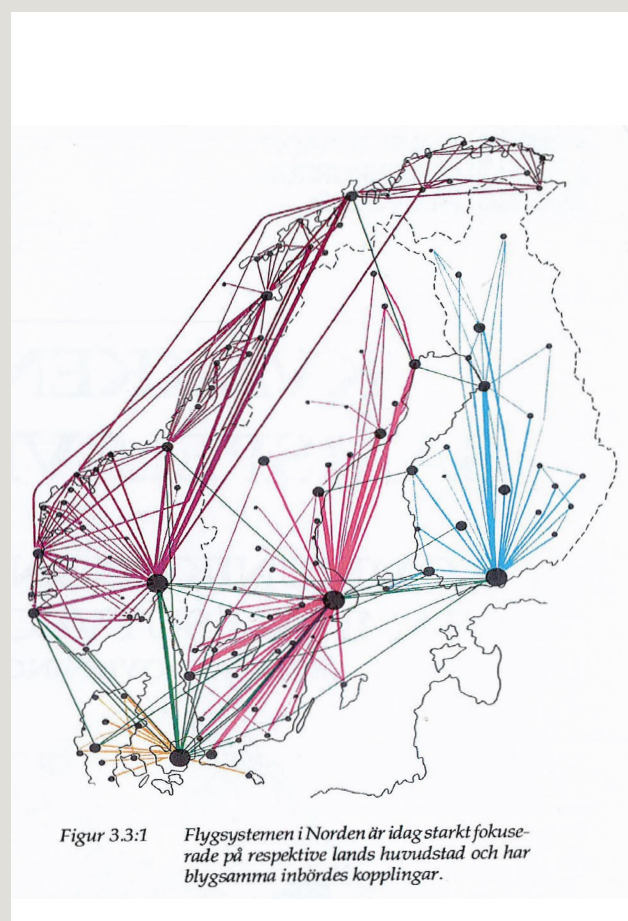 Figur 3.3:1 Flygsystemen i Norden är idag starkt fokuse-
rade på respektive lands huvudstad och har
blygsamma inbördes kopplingar.